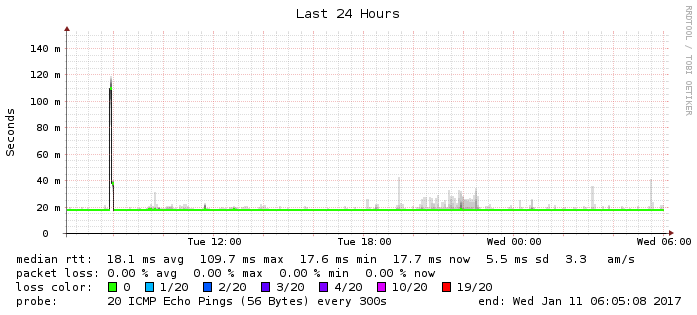 Last 24 Hours
RRDTOOL / TOBI OETIKER
Seconds
140 m
120 m
100 m
80 m
60 m
40 m
20 m
0
Tue 12:00 Tue 18:00 Wed 00:00 Wed 06:00
median rtt: 18.1 ms avg 109.7 ms max 17.6 ms min 17.7 ms now 5.5 ms sd 3.3 am/s
packet loss: 0.00 % avg 0.00 % max 0.00 % min 0.00 % now
loss color: 0 1/20 2/20 3/20 4/20 10/20 19/20
probe: 20 ICMP Echo Pings (56 Bytes) every 300s end: Wed Jan 11 06:05:08 2017